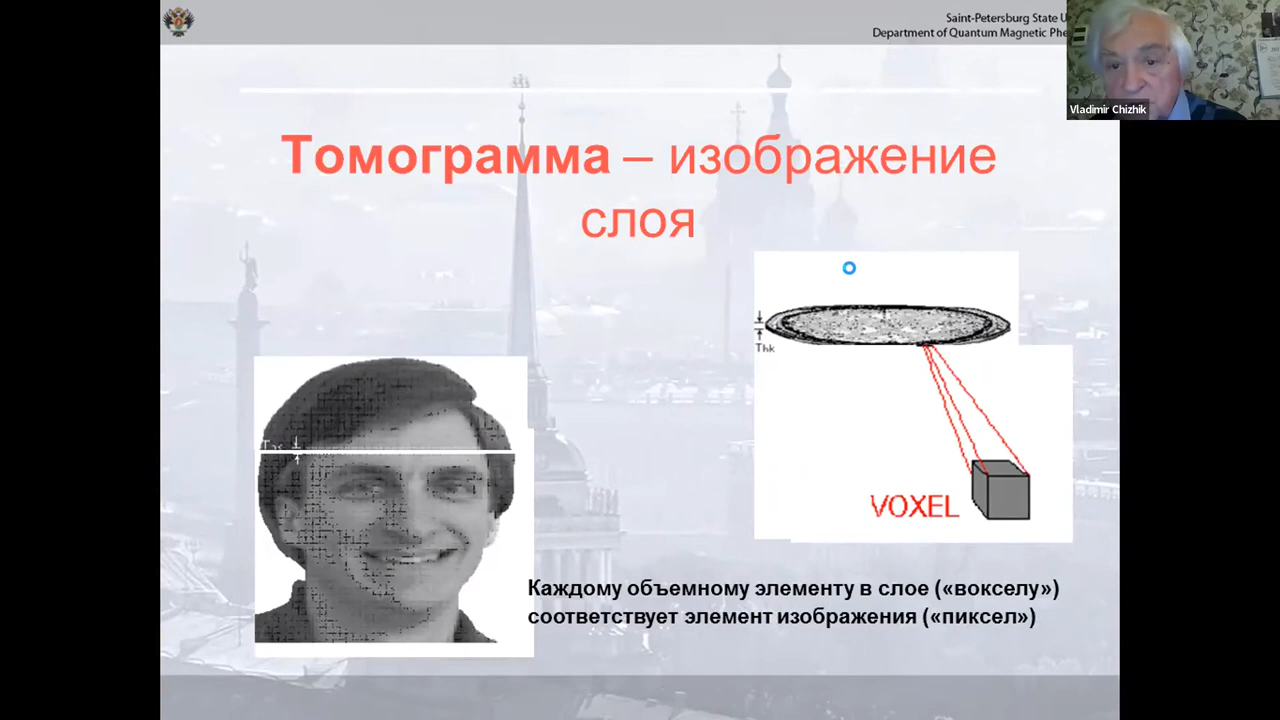 Saint-Petersburg State U
Department of Quantum Magnetic Phe
Vladimir Chizhik
Томограмма – изображение
слоя
Thk
VOXEL
Каждому объемному элементу в слое («вокселу»)
соответствует элемент изображения («пиксел»)